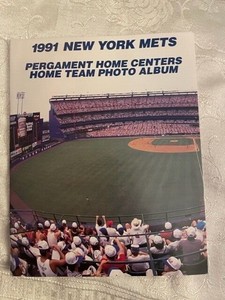 1991 NEW YORK METS
PERGAMENT HOME CENTERS
HOME TEAM PHOTO ALBUM